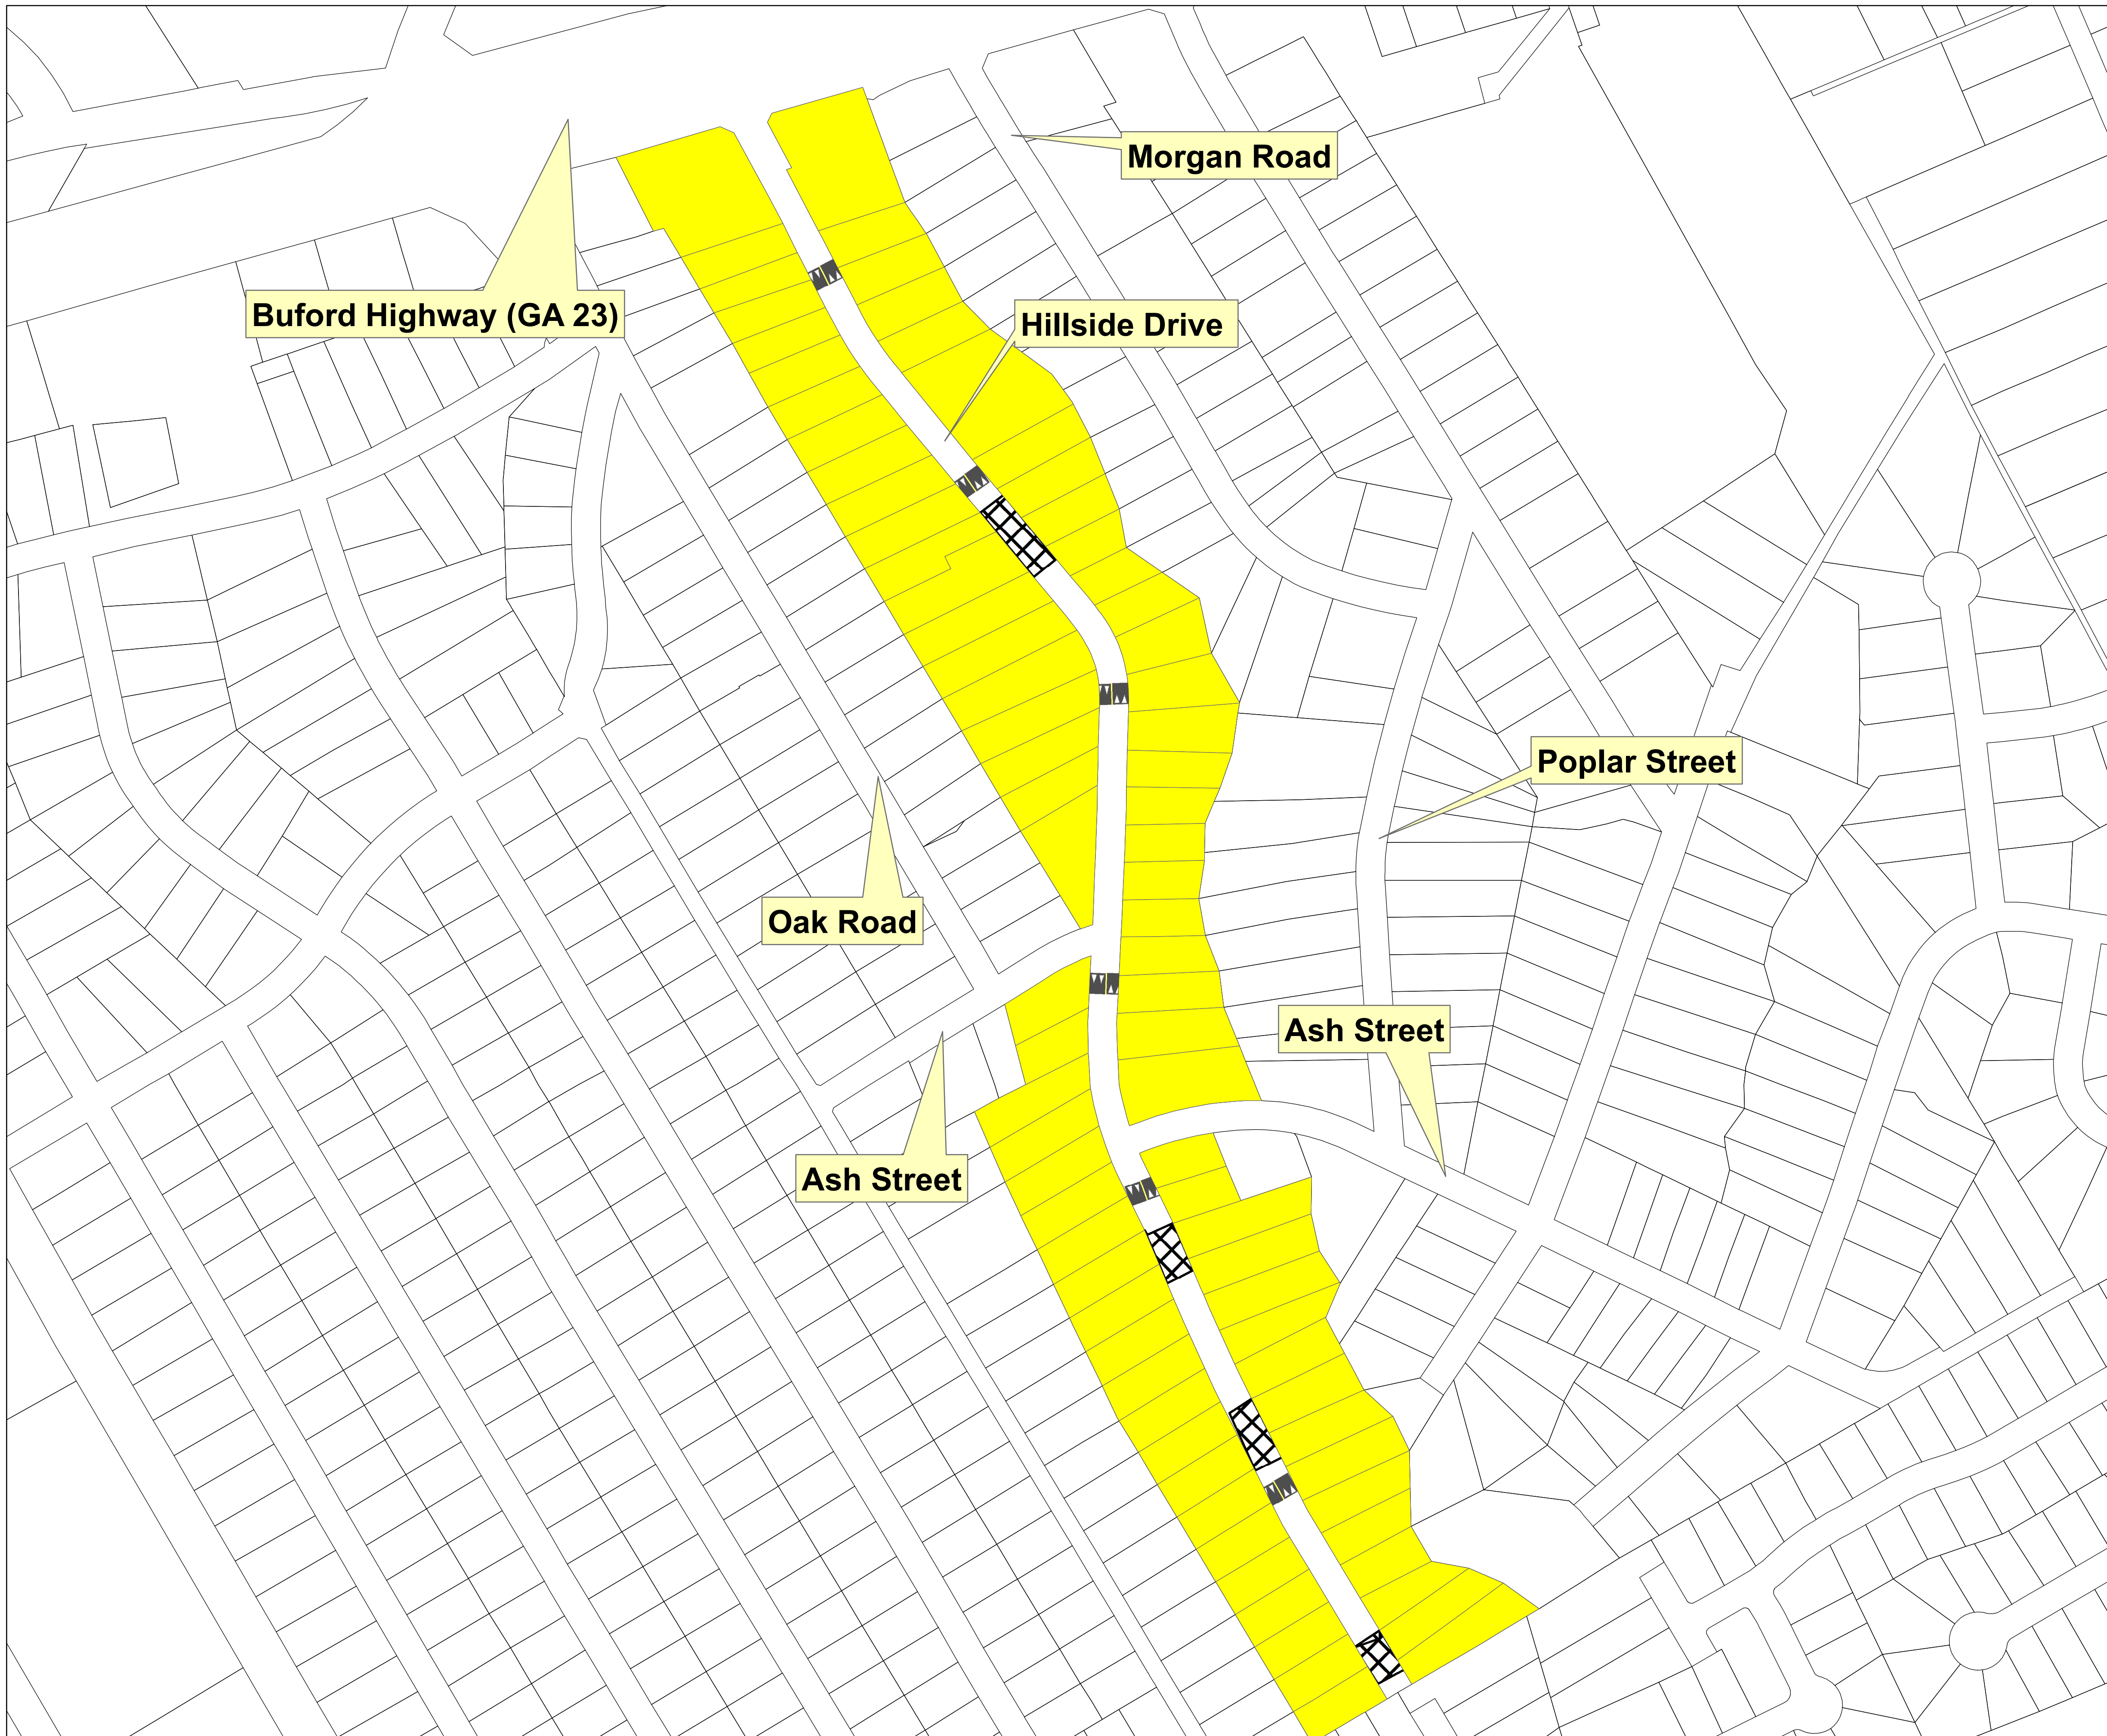 Morgan Road
Buford Highway (GA 23)
Hillside Drive
Poplar Street
Oak Road
Ash Street
Ash Street